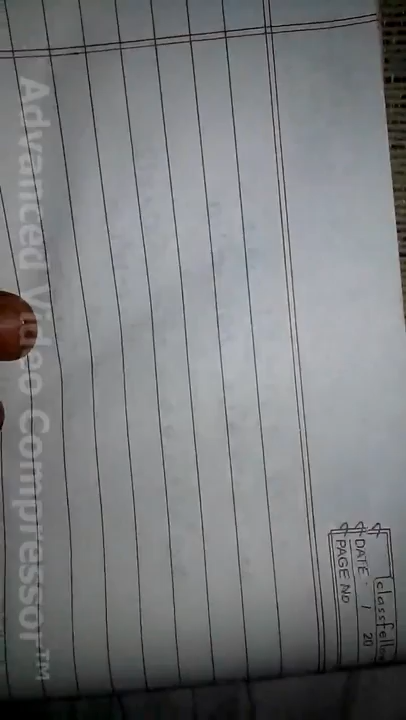 classfellow
DATE / / 20
PAGE NO
Advanced Video Compressor™